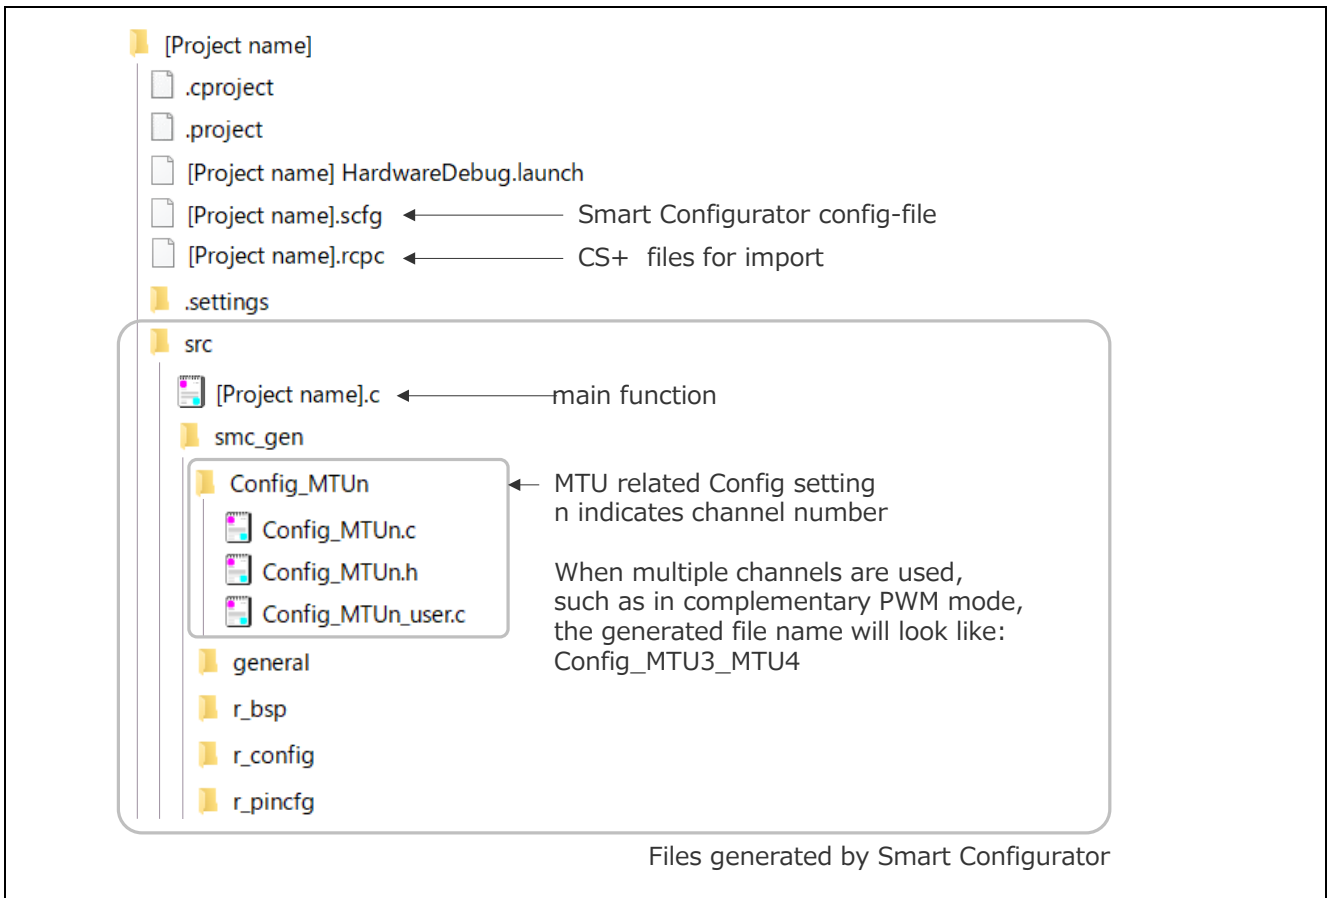 [Project name]
.cproject
.project
[Project name] HardwareDebug.launch
[Project name].scfg
Smart Configurator config-file
[Project name].rcpc
CS+ files for import
.settings
src
[Project name].c
main function
smc_gen
Config_MTUn
MTU related Config setting
n indicates channel number
Config_MTUn.c
Config_MTUn.h
Config_MTUn_user.c
When multiple channels are used,
such as in complementary PWM mode,
the generated file name will look like:
Config_MTU3_MTU4
general
r_bsp
r_config
r_pincfg
Files generated by Smart Configurator